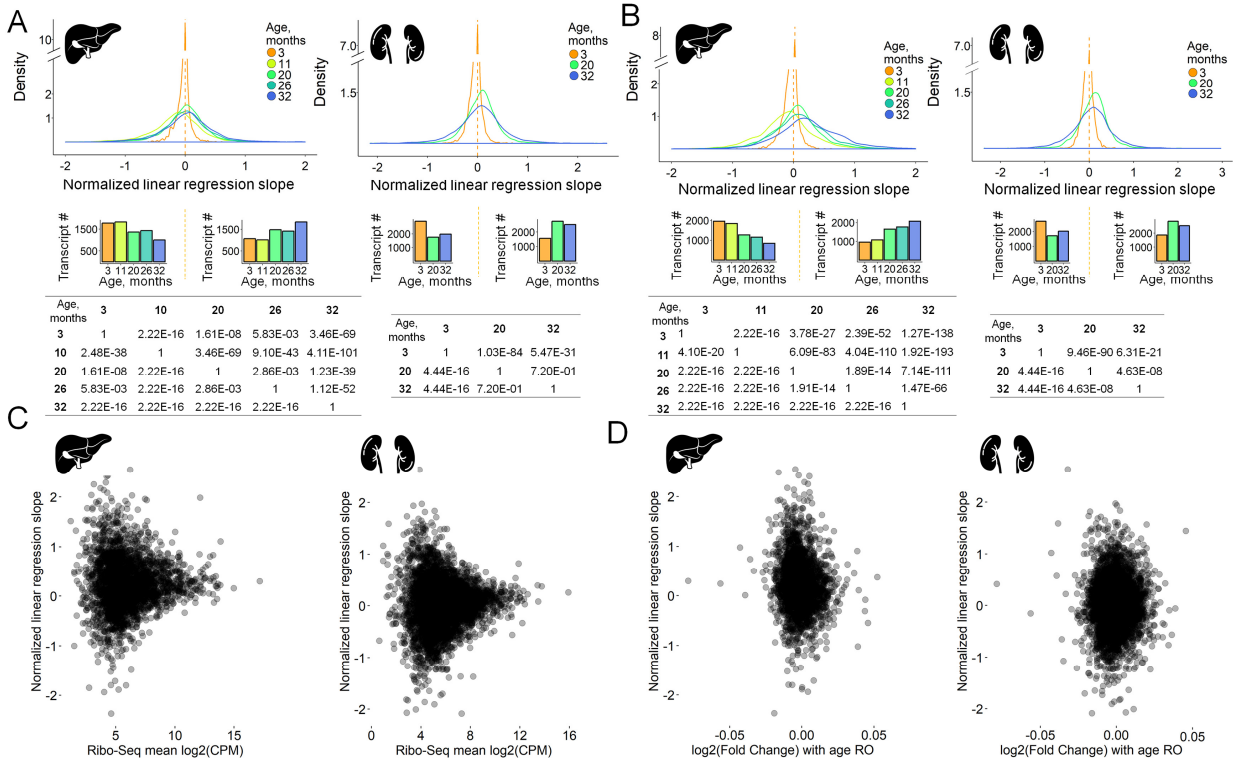 A
B
Age, months
3
11
20
26
32
Density
10
2
1
-2 -1 0 1 2
Normalized linear regression slope
Age, months
3
20
32
Density
7.0
1.5
-2 -1 0 1 2
Normalized linear regression slope
Age, months
3
11
20
26
32
Density
8
2
1
-2 -1 0 1 2
Normalized linear regression slope
Age, months
3
20
32
Density
7.0
1.5
-2 -1 0 1 2 3
Normalized linear regression slope
Transcript #
1500
500
3 11 20 26 32
Age, months
Transcript #
1500
500
3 11 20 26 32
Age, months
Transcript #
2000
1000
3 20 32
Age, months
Transcript #
2000
1000
3 20 32
Age, months
Transcript #
2000
1000
3 11 20 26 32
Age, months
Transcript #
2000
1000
3 11 20 26 32
Age, months
Transcript #
2000
1000
3 20 32
Age, months
Transcript #
2000
1000
3 20 32
Age, months
Age, months 3 10 20 26 32
3 1 2.22E-16 1.61E-08 5.83E-03 3.46E-69
10 2.48E-38 1 3.46E-69 9.10E-43 4.11E-101
20 1.61E-08 2.22E-16 1 2.86E-03 1.23E-39
26 5.83E-03 2.22E-16 2.86E-03 1 1.12E-52
32 2.22E-16 2.22E-16 2.22E-16 2.22E-16 1
Age, months 3 20 32
3 1 1.03E-84 5.47E-31
20 4.44E-16 1 7.20E-01
32 4.44E-16 7.20E-01 1
Age, months 3 11 20 26 32
3 1 2.22E-16 3.78E-27 2.39E-52 1.27E-138
11 4.10E-20 1 6.09E-83 4.04E-110 1.92E-193
20 2.22E-16 2.22E-16 1 1.89E-14 7.14E-111
26 2.22E-16 2.22E-16 1.91E-14 1 1.47E-66
32 2.22E-16 2.22E-16 2.22E-16 2.22E-16 1
Age, months 3 20 32
3 1 9.46E-90 6.31E-21
20 4.44E-16 1 4.63E-08
32 4.44E-16 4.63E-08 1
C
D
Normalized linear regression slope
2
1
0
-1
-2
5 10 15
Ribo-Seq mean log2(CPM)
Normalized linear regression slope
2
1
0
-1
-2
0 4 8 12 16
Ribo-Seq mean log2(CPM)
Normalized linear regression slope
2
1
0
-1
-2
-0.05 0.00 0.05
log2(Fold Change) with age RO
Normalized linear regression slope
2
1
0
-1
-2
-0.05 0.00 0.05
log2(Fold Change) with age RO